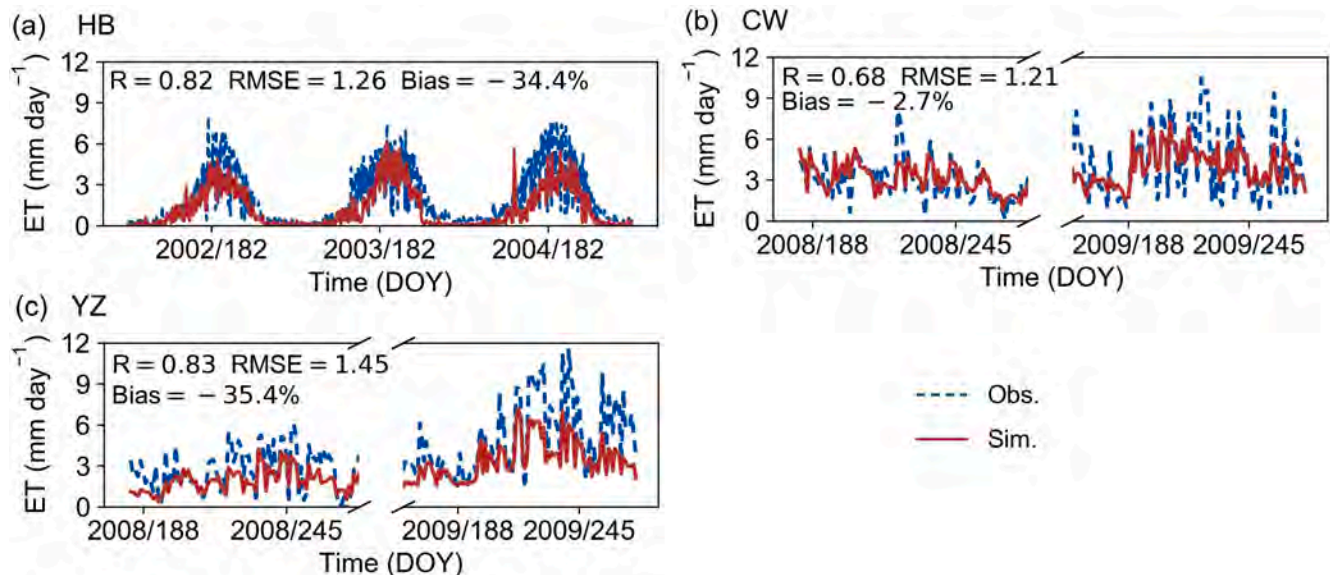 (a) HB
ET (mm day⁻¹)
12
9
6
3
0
R = 0.82 RMSE = 1.26 Bias = − 34.4%
2002/182 2003/182 2004/182
Time (DOY)
(b) CW
ET (mm day⁻¹)
12
9
6
3
0
R = 0.68 RMSE = 1.21
Bias = − 2.7%
2008/188 2008/245 2009/188 2009/245
Time (DOY)
(c) YZ
ET (mm day⁻¹)
12
9
6
3
0
R = 0.83 RMSE = 1.45
Bias = − 35.4%
2008/188 2008/245 2009/188 2009/245
Time (DOY)
Obs.
Sim.